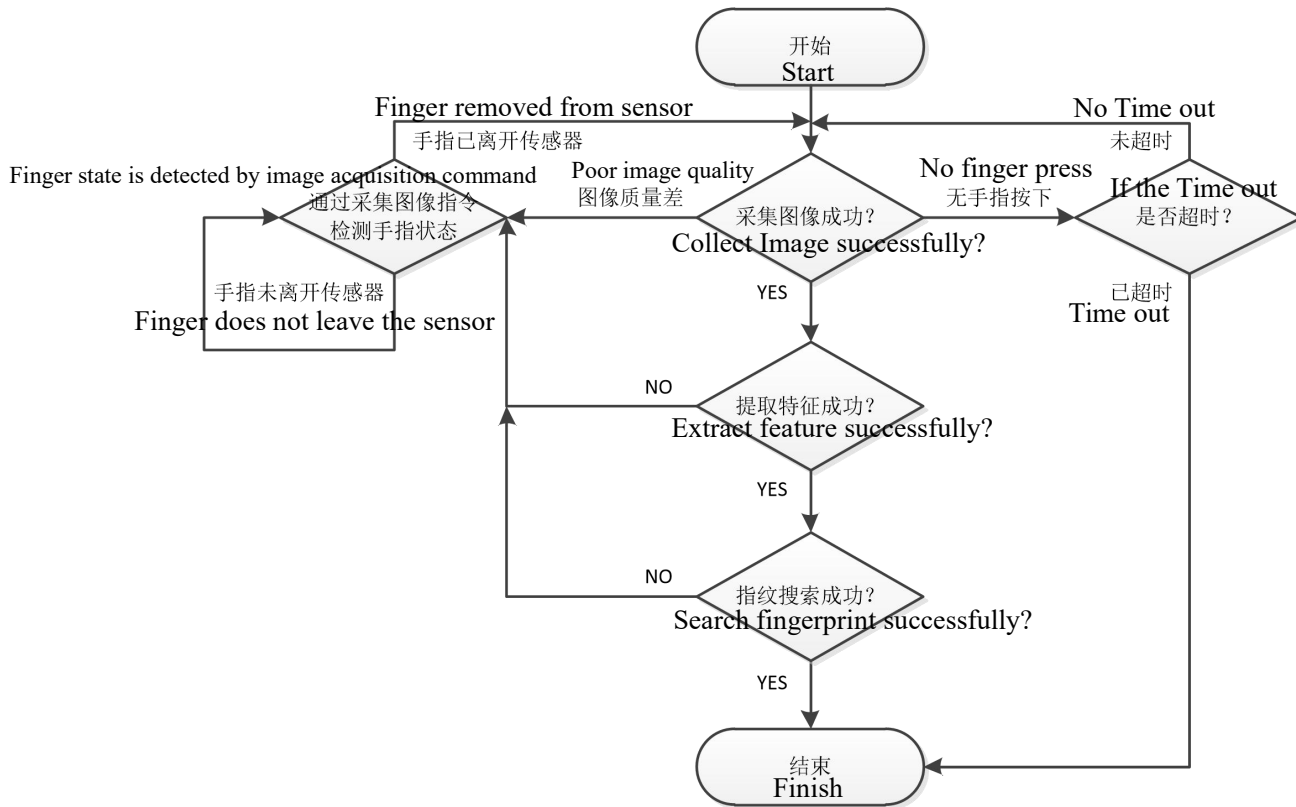 开始
Start
Finger removed from sensor
No Time out
手指已离开传感器
未超时
Finger state is detected by image acquisition command
通过采集图像指令
检测手指状态
Poor image quality
图像质量差
No finger press
无手指按下
If the Time out
是否超时？
采集图像成功？
Collect Image successfully?
手指未离开传感器
Finger does not leave the sensor
YES
已超时
Time out
NO
提取特征成功？
Extract feature successfully?
YES
NO
指纹搜索成功？
Search fingerprint successfully?
YES
结束
Finish